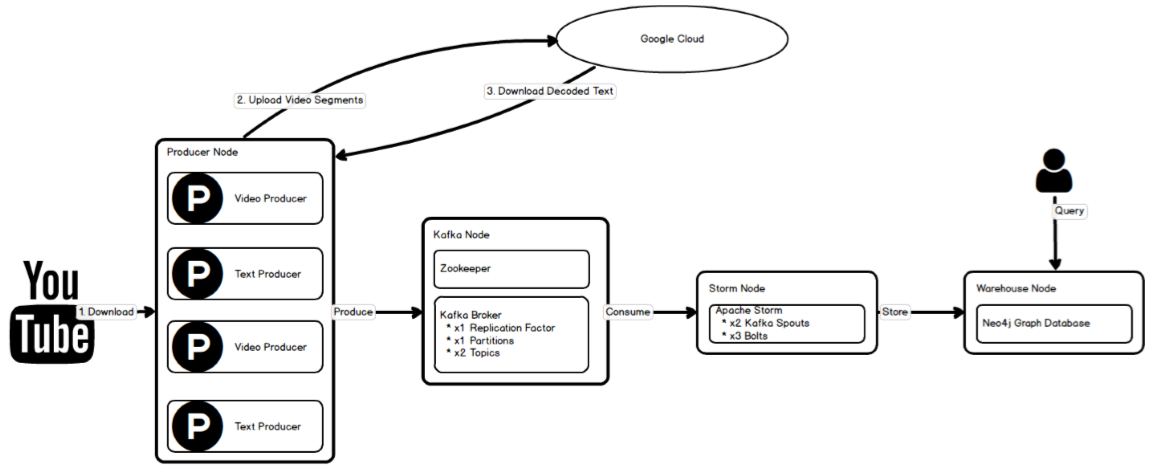 Google Cloud
2. Upload Video Segments
3. Download Decoded Text
Producer Node
P Video Producer
P Text Producer
P Video Producer
P Text Producer
You
Tube
1. Download
Produce
Kafka Node
Zookeeper
Kafka Broker
* x1 Replication Factor
* x1 Partitions
* x2 Topics
Consume
Storm Node
Apache Storm
* x2 Kafka Spouts
* x3 Bolts
Store
Query
Warehouse Node
Neo4j Graph Database